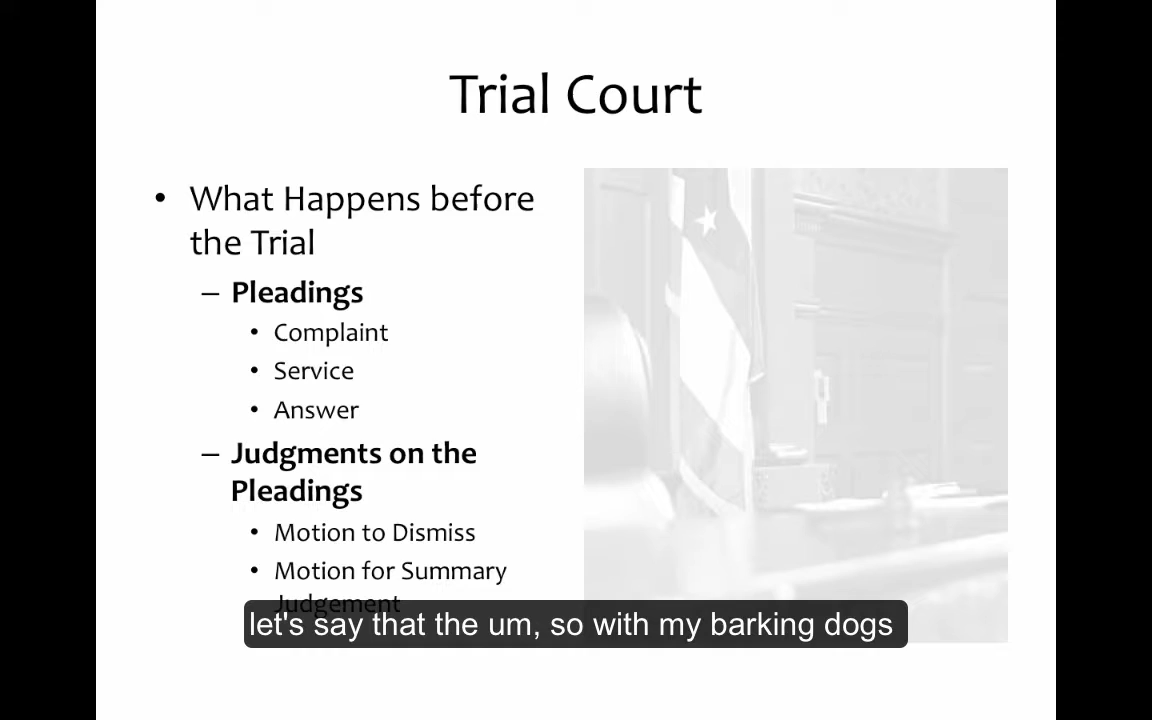 Trial Court
• What Happens before
the Trial
– Pleadings
• Complaint
• Service
• Answer
– Judgments on the
Pleadings
• Motion to Dismiss
• Motion for Summary
Judgement
let's say that the um, so with my barking dogs